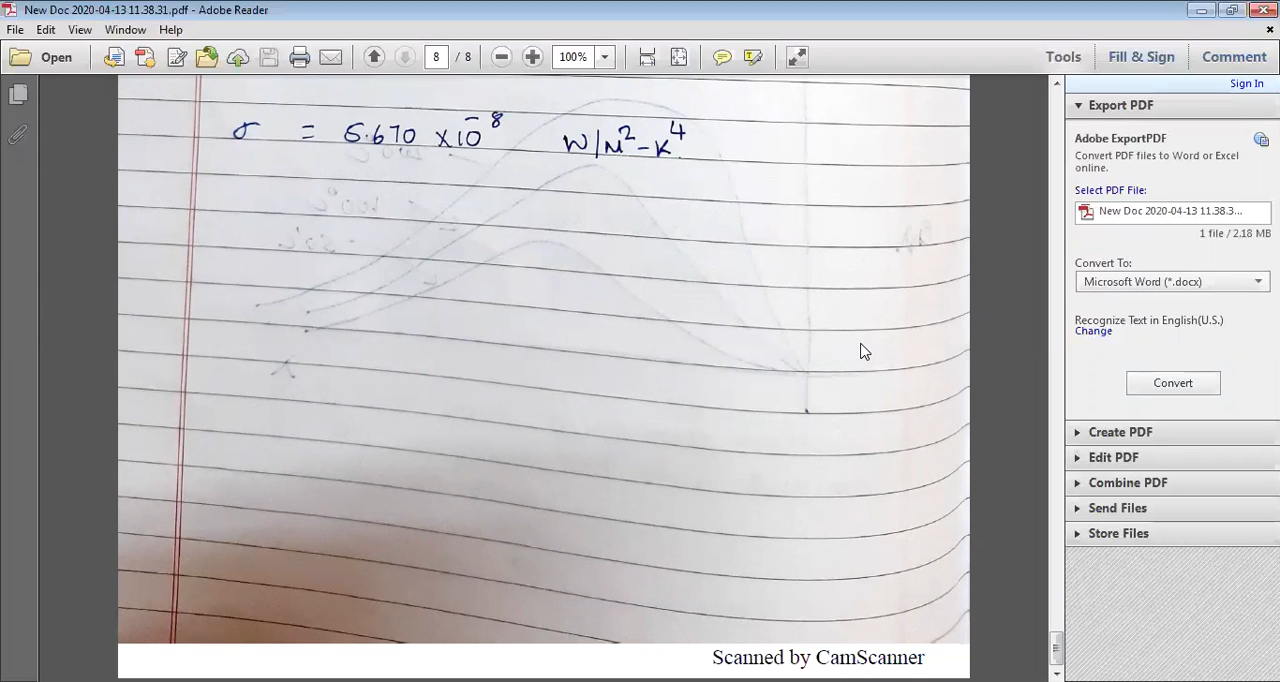 New Doc 2020-04-13 11.38.31.pdf - Adobe Reader
File Edit View Window Help
Open 8 / 8 100% Tools Fill & Sign Comment
Sign In
Export PDF
Adobe ExportPDF
Convert PDF files to Word or Excel
online.
Select PDF File:
New Doc 2020-04-13 11.38.3...
1 file / 2.18 MB
Convert To:
Microsoft Word (*.docx)
Recognize Text in English(U.S.)
Change
Convert
Create PDF
Edit PDF
Combine PDF
Send Files
Store Files
σ = 5.670 ×10⁻⁸ W/M²-K⁴
Scanned by CamScanner